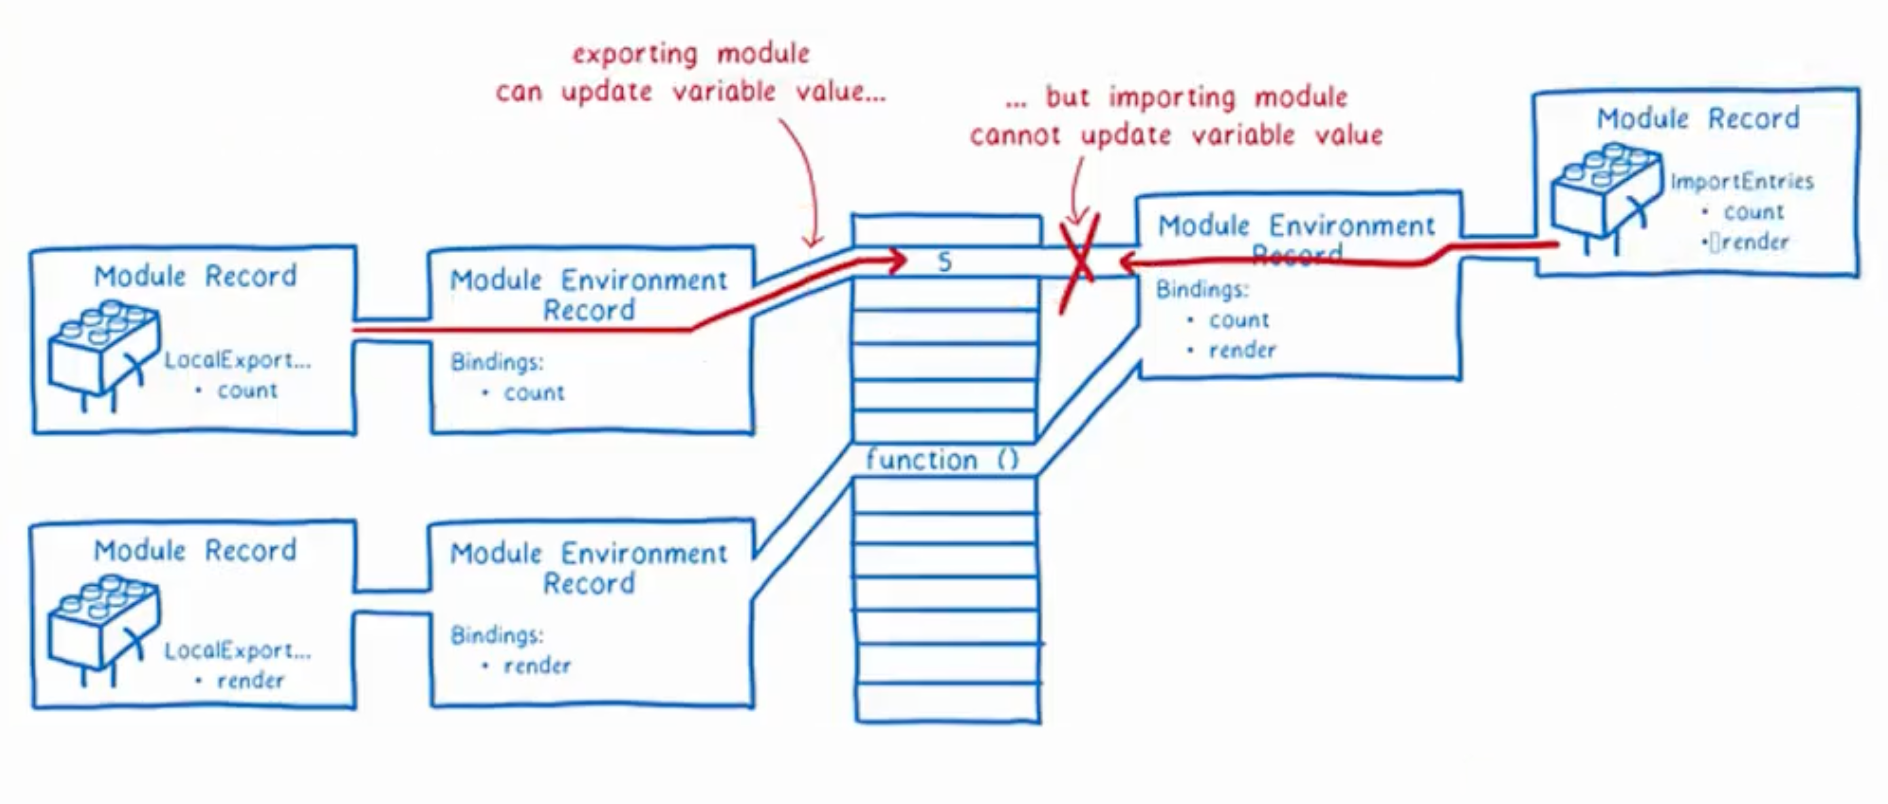 exporting module
can update variable value...
... but importing module
cannot update variable value
Module Record
ImportEntries
• count
•▯render
Module Environment
Record
Bindings:
• count
• render
5
Module Record
LocalExport...
• count
Module Environment
Record
Bindings:
• count
function ()
Module Record
LocalExport...
• render
Module Environment
Record
Bindings:
• render